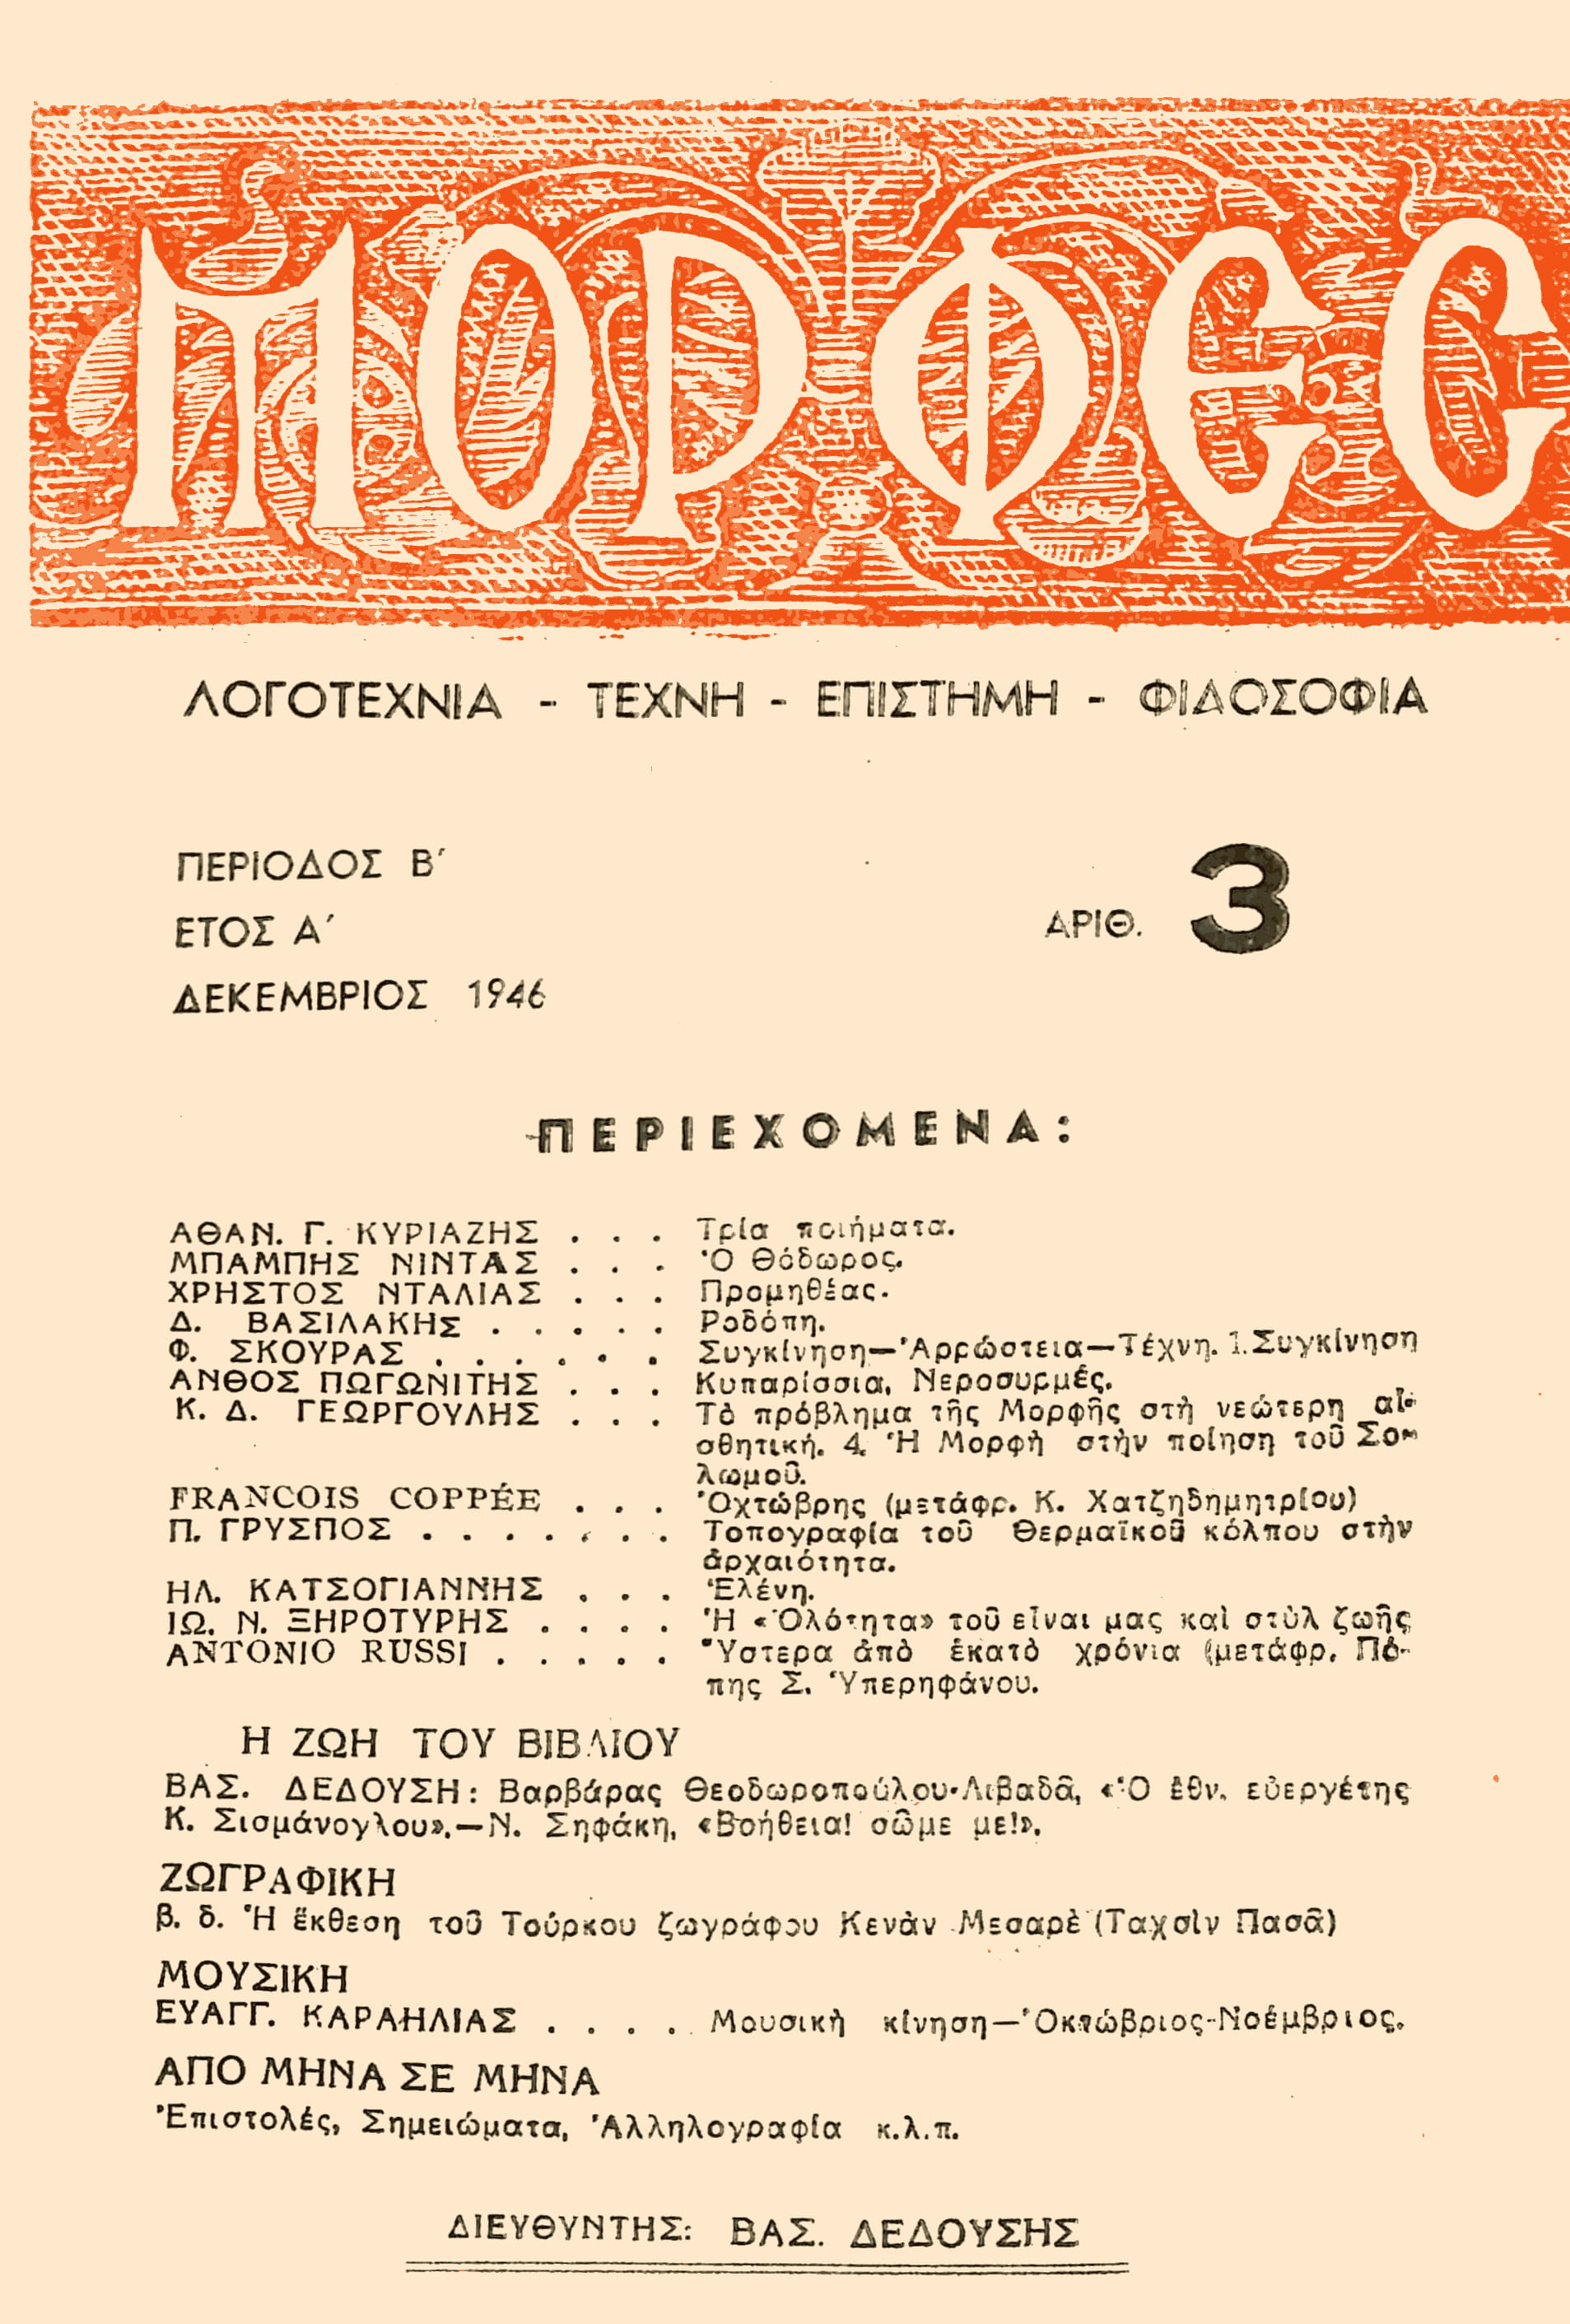 ΜΟΡΦΕС
ΛΟΓΟΤΕΧΝΙΑ - ΤΕΧΝΗ - ΕΠΙΣΤΗΜΗ - ΦΙΛΟΣΟΦΙΑ
ΠΕΡΙΟΔΟΣ Β΄
ΕΤΟΣ Α΄
ΑΡΙΘ. 3
ΔΕΚΕΜΒΡΙΟΣ 1946
ΠΕΡΙΕΧΟΜΕΝΑ:
ΑΘΑΝ. Γ. ΚΥΡΙΑΖΗΣ . . . Τρία ποιήματα.
ΜΠΑΜΠΗΣ ΝΙΝΤΑΣ . . . Ὁ Θόδωρος.
ΧΡΗΣΤΟΣ ΝΤΑΛΙΑΣ . . . Προμηθέας.
Δ. ΒΑΣΙΛΑΚΗΣ . . . . . Ροδόπη.
Φ. ΣΚΟΥΡΑΣ . . . . . . Συγκίνηση—Ἀρρώστεια—Τέχνη. 1. Συγκίνηση
ΑΝΘΟΣ ΠΩΓΩΝΙΤΗΣ . . . Κυπαρίσσια, Νεροσυρμές.
Κ. Δ. ΓΕΩΡΓΟΥΛΗΣ . . . Τὸ πρόβλημα τῆς Μορφῆς στὴ νεώτερη αἰ-
σθητική. 4. Ἡ Μορφὴ στὴν ποίηση τοῦ Σο-
λωμοῦ.
FRANCOIS COPPÉE . . . Ὀχτώβρης (μετάφρ. Κ. Χατζηδημητρίου)
Π. ΓΡΥΣΠΟΣ . . . . . . . Τοπογραφία τοῦ Θερμαϊκοῦ κόλπου στὴν
ἀρχαιότητα.
ΗΛ. ΚΑΤΣΟΓΙΑΝΝΗΣ . . . Ἑλένη.
ΙΩ. Ν. ΞΗΡΟΤΥΡΗΣ . . . . Ἡ «Ὁλότητα» τοῦ εἶναι μας καὶ στὺλ ζωῆς
ANTONIO RUSSI . . . . . Ὕστερα ἀπὸ ἑκατὸ χρόνια (μετάφρ. Πό-
πης Σ. Ὑπερηφάνου.
Η ΖΩΗ ΤΟΥ ΒΙΒΛΙΟΥ
ΒΑΣ. ΔΕΔΟΥΣΗ: Βαρβάρας Θεοδωροπούλου-Λιβαδᾶ, «Ὁ ἐθν. εὐεργέτης
Κ. Σισμάνογλου».—Ν. Σηφάκη, «Βοήθεια! σῶμε με!».
ΖΩΓΡΑΦΙΚΗ
β. δ. Ἡ ἔκθεση τοῦ Τούρκου ζωγράφου Κενὰν Μεσαρὲ (Ταχσὶν Πασᾶ)
ΜΟΥΣΙΚΗ
ΕΥΑΓΓ. ΚΑΡΑΗΛΙΑΣ . . . . Μουσικὴ κίνηση—Ὀκτώβριος-Νοέμβριος.
ΑΠΟ ΜΗΝΑ ΣΕ ΜΗΝΑ
Ἐπιστολές, Σημειώματα, Ἀλληλογραφία κ.λ.π.
ΔΙΕΥΘΥΝΤΗΣ: ΒΑΣ. ΔΕΔΟΥΣΗΣ